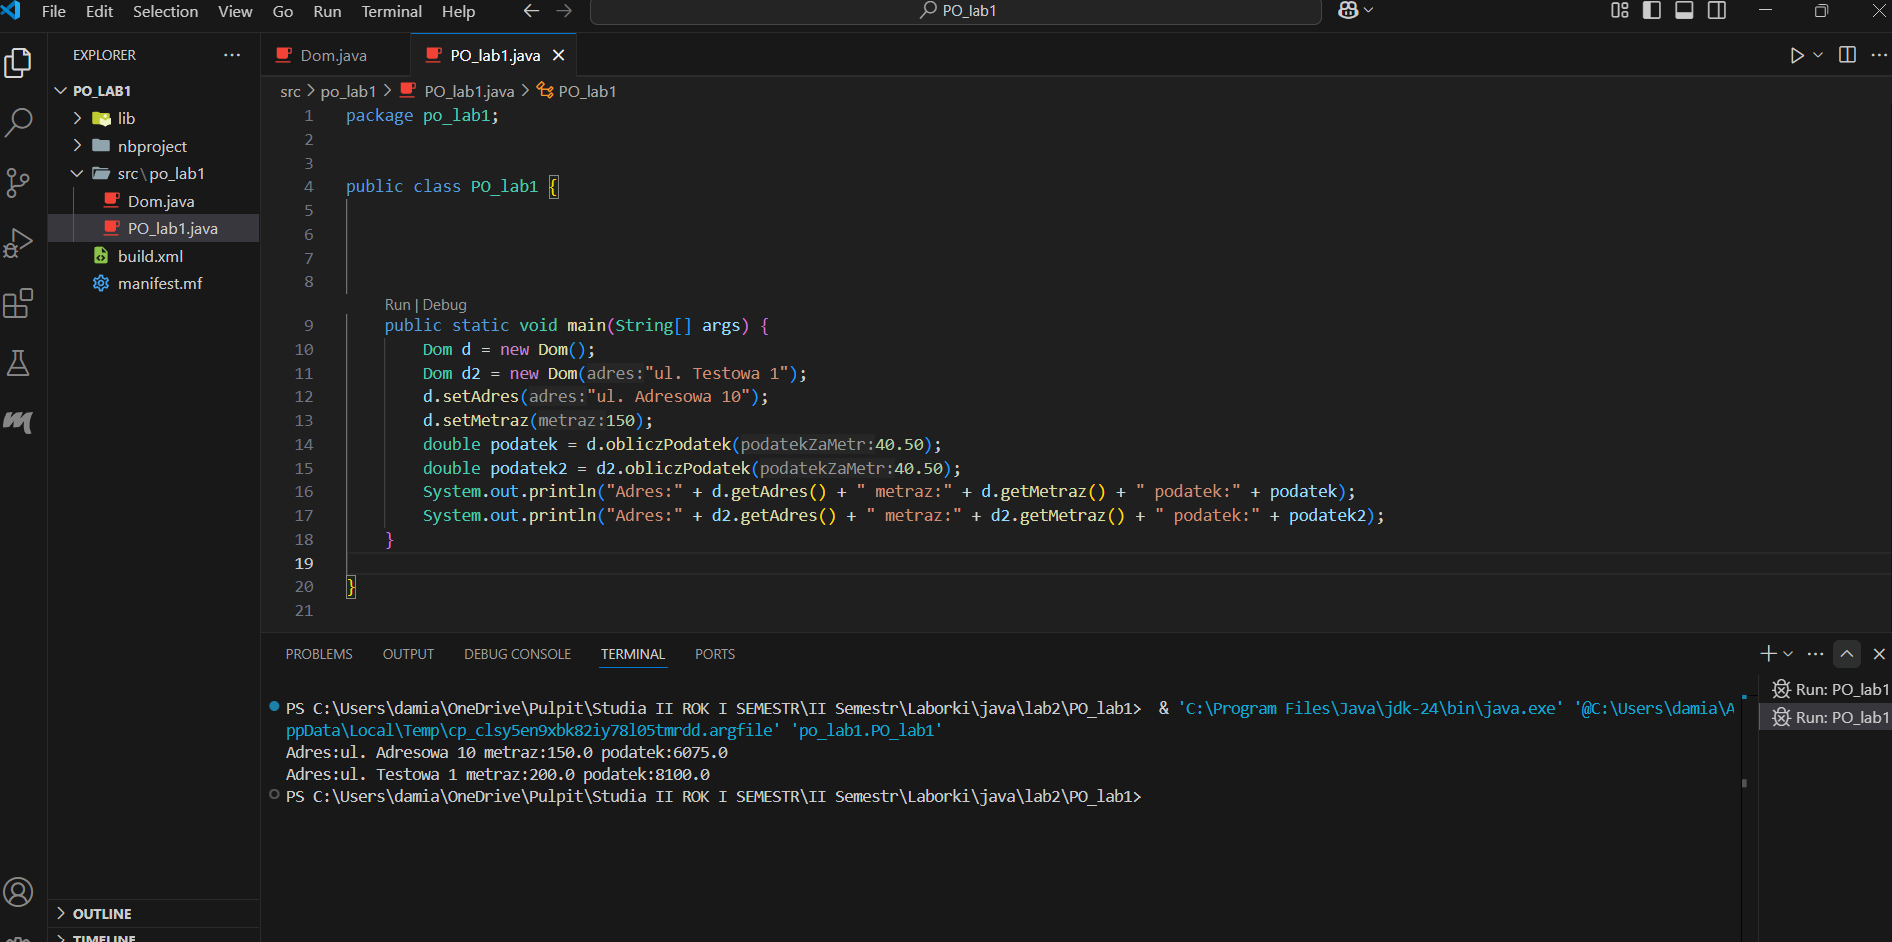 File Edit Selection View Go Run Terminal Help
PO_lab1
EXPLORER
PO_LAB1
lib
nbproject
src\po_lab1
Dom.java
PO_lab1.java
build.xml
manifest.mf
OUTLINE
TIMELINE
Dom.java
PO_lab1.java
src > po_lab1 > PO_lab1.java > PO_lab1
1 package po_lab1;
2
3
4 public class PO_lab1 {
5
6
7
8
Run | Debug
9 public static void main(String[] args) {
10 Dom d = new Dom();
11 Dom d2 = new Dom(adres:"ul. Testowa 1");
12 d.setAdres(adres:"ul. Adresowa 10");
13 d.setMetraz(metraz:150);
14 double podatek = d.obliczPodatek(podatekZaMetr:40.50);
15 double podatek2 = d2.obliczPodatek(podatekZaMetr:40.50);
16 System.out.println("Adres:" + d.getAdres() + " metraz:" + d.getMetraz() + " podatek:" + podatek);
17 System.out.println("Adres:" + d2.getAdres() + " metraz:" + d2.getMetraz() + " podatek:" + podatek2);
18 }
19
20 }
21
PROBLEMS OUTPUT DEBUG CONSOLE TERMINAL PORTS
PS C:\Users\damia\OneDrive\Pulpit\Studia II ROK I SEMESTR\II Semestr\Laborki\java\lab2\PO_lab1> & 'C:\Program Files\Java\jdk-24\bin\java.exe' '@C:\Users\damia\A
ppData\Local\Temp\cp_clsy5en9xbk82iy78l05tmrdd.argfile' 'po_lab1.PO_lab1'
Adres:ul. Adresowa 10 metraz:150.0 podatek:6075.0
Adres:ul. Testowa 1 metraz:200.0 podatek:8100.0
PS C:\Users\damia\OneDrive\Pulpit\Studia II ROK I SEMESTR\II Semestr\Laborki\java\lab2\PO_lab1>
Run: PO_lab1
Run: PO_lab1